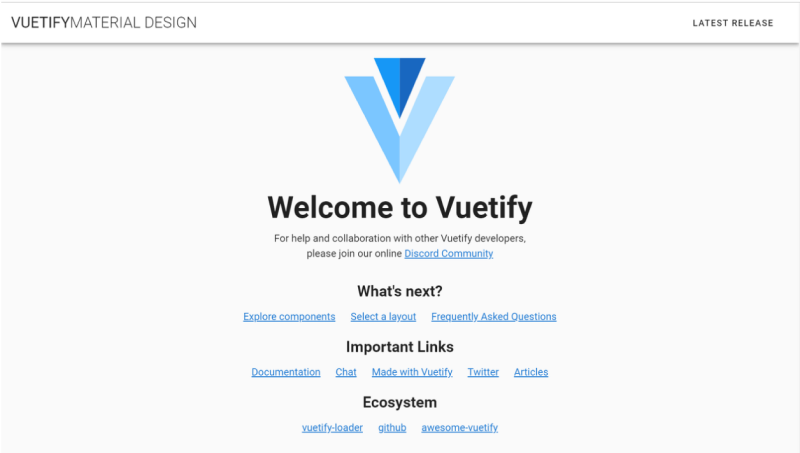 VUETIFYMATERIAL DESIGN LATEST RELEASE
Welcome to Vuetify
For help and collaboration with other Vuetify developers,
please join our online Discord Community
What's next?
Explore components Select a layout Frequently Asked Questions
Important Links
Documentation Chat Made with Vuetify Twitter Articles
Ecosystem
vuetify-loader github awesome-vuetify